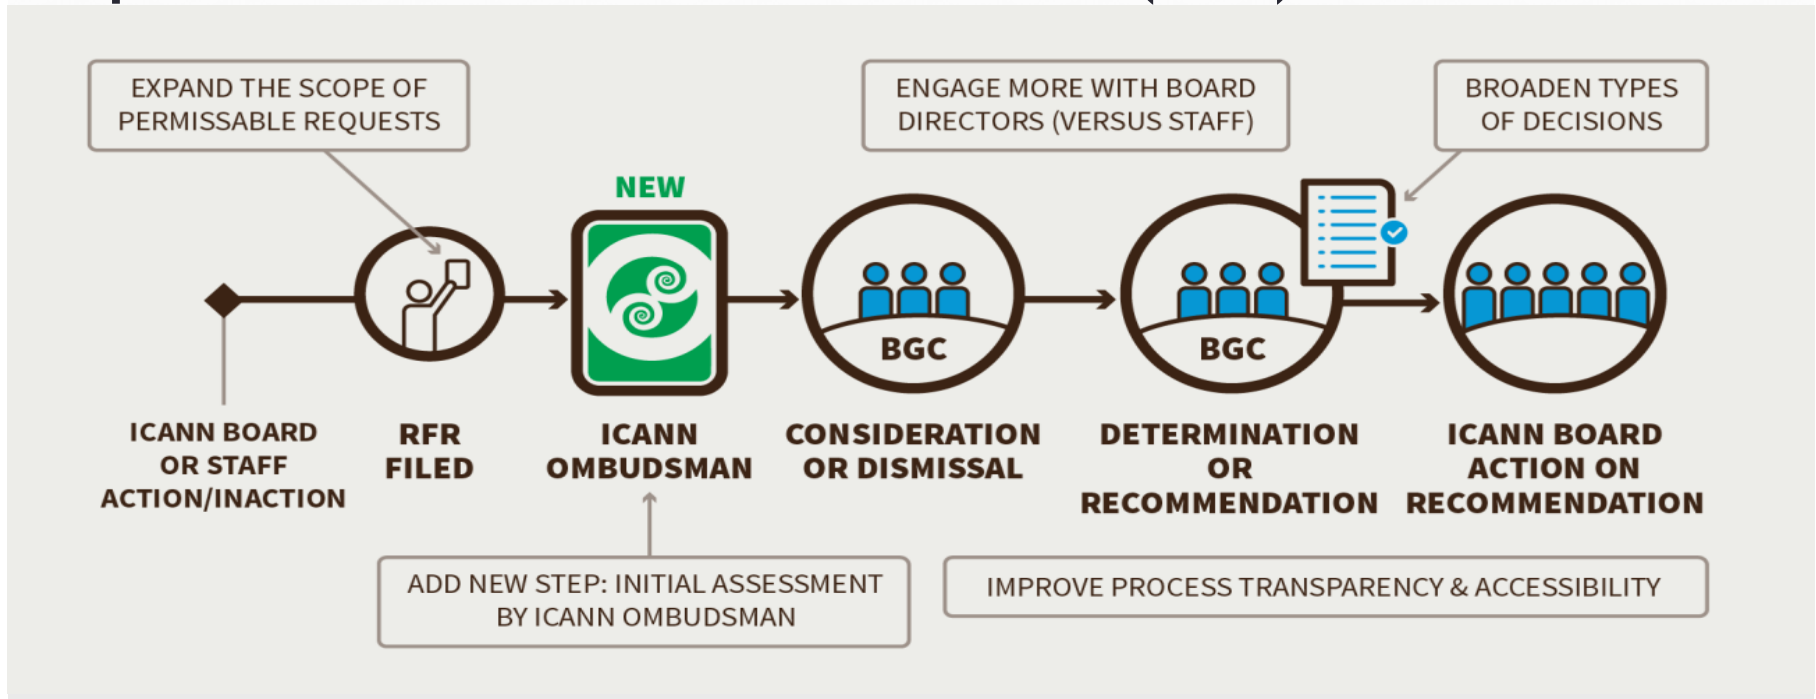 EXPAND THE SCOPE OF
PERMISSABLE REQUESTS
ENGAGE MORE WITH BOARD
DIRECTORS (VERSUS STAFF)
BROADEN TYPES
OF DECISIONS
NEW
BGC
BGC
ICANN BOARD
OR STAFF
ACTION/INACTION
RFR
FILED
ICANN
OMBUDSMAN
CONSIDERATION
OR DISMISSAL
DETERMINATION
OR
RECOMMENDATION
ICANN BOARD
ACTION ON
RECOMMENDATION
ADD NEW STEP: INITIAL ASSESSMENT
BY ICANN OMBUDSMAN
IMPROVE PROCESS TRANSPARENCY & ACCESSIBILITY